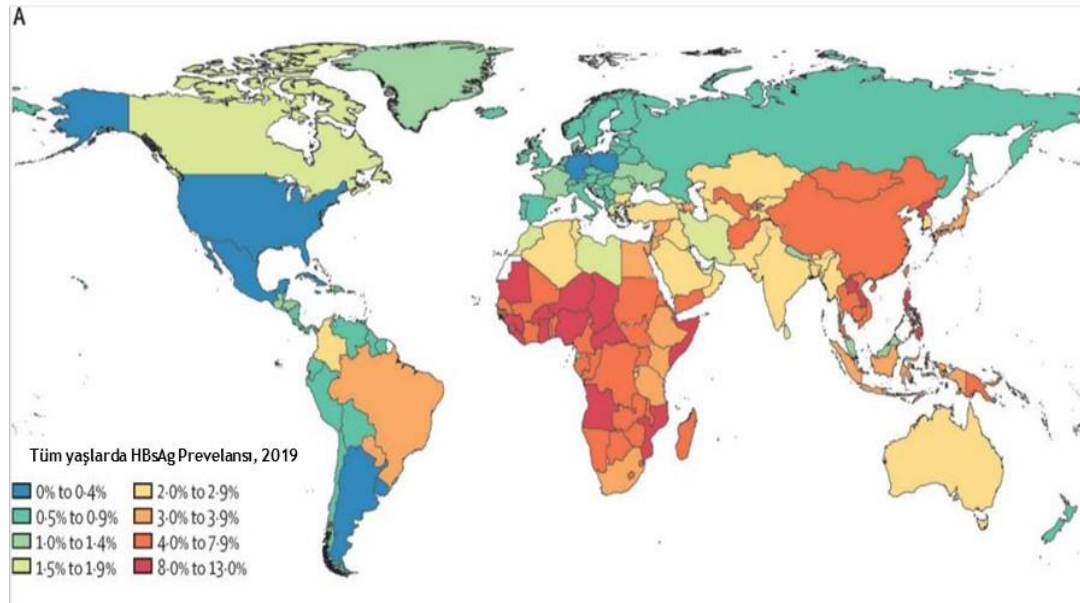 A
Tüm yaşlarda HBsAg Prevelansı, 2019
0% to 0·4%
0·5% to 0·9%
1·0% to 1·4%
1·5% to 1·9%
2·0% to 2·9%
3·0% to 3·9%
4·0% to 7·9%
8·0% to 13·0%